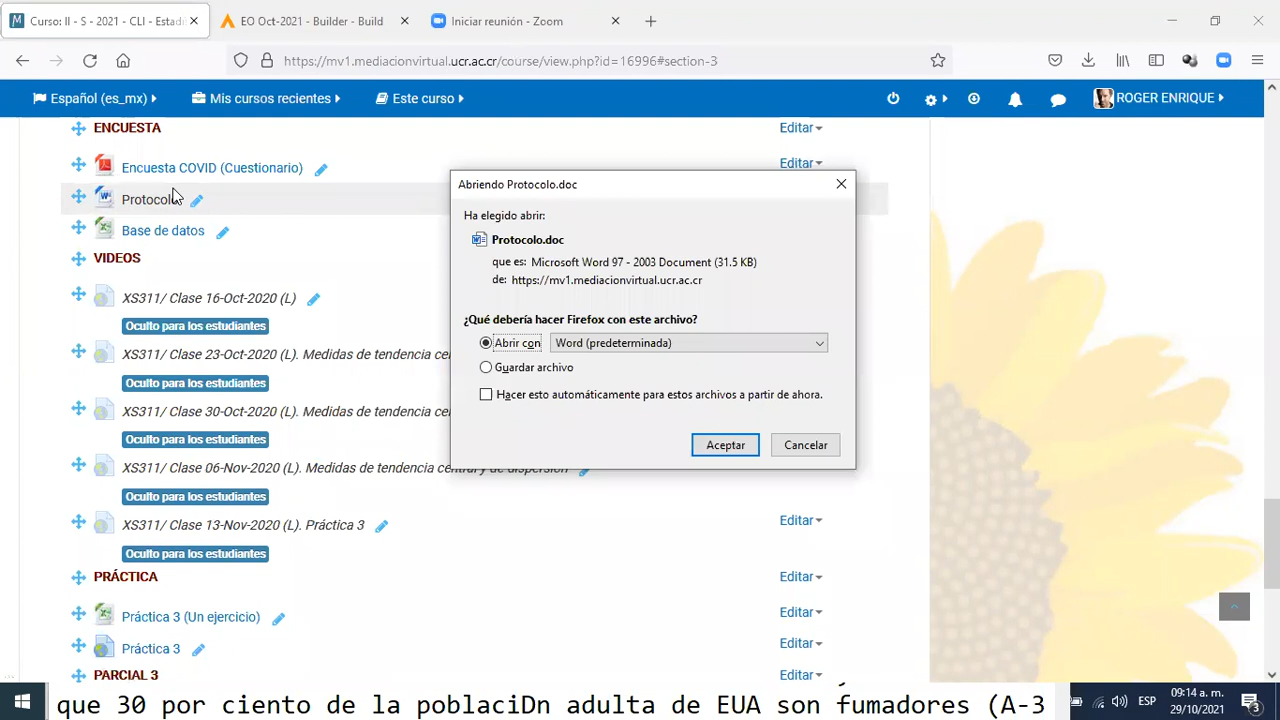 Curso: II - S - 2021 - CLI - Estadí
EO Oct-2021 - Builder - Build
Iniciar reunión - Zoom
https://mv1.mediacionvirtual.ucr.ac.cr/course/view.php?id=16996#section-3
Español (es_mx)
Mis cursos recientes
Este curso
ROGER ENRIQUE
ENCUESTA
Editar
Encuesta COVID (Cuestionario)
Editar
Protocolo
Base de datos
VIDEOS
XS311/ Clase 16-Oct-2020 (L)
Oculto para los estudiantes
XS311/ Clase 23-Oct-2020 (L). Medidas de tendencia cen
Oculto para los estudiantes
XS311/ Clase 30-Oct-2020 (L). Medidas de tendencia cen
Oculto para los estudiantes
XS311/ Clase 06-Nov-2020 (L). Medidas de tendencia central y de dispersión
Oculto para los estudiantes
XS311/ Clase 13-Nov-2020 (L). Práctica 3
Editar
Oculto para los estudiantes
PRÁCTICA
Editar
Práctica 3 (Un ejercicio)
Editar
Práctica 3
Editar
PARCIAL 3
Editar
Abriendo Protocolo.doc
Ha elegido abrir:
Protocolo.doc
que es: Microsoft Word 97 - 2003 Document (31.5 KB)
de: https://mv1.mediacionvirtual.ucr.ac.cr
¿Qué debería hacer Firefox con este archivo?
Abrir con
Word (predeterminada)
Guardar archivo
Hacer esto automáticamente para estos archivos a partir de ahora.
Aceptar
Cancelar
que 30 por ciento de la poblaciDn adulta de EUA son fumadores (A-3
ESP
09:14 a. m.
29/10/2021
3